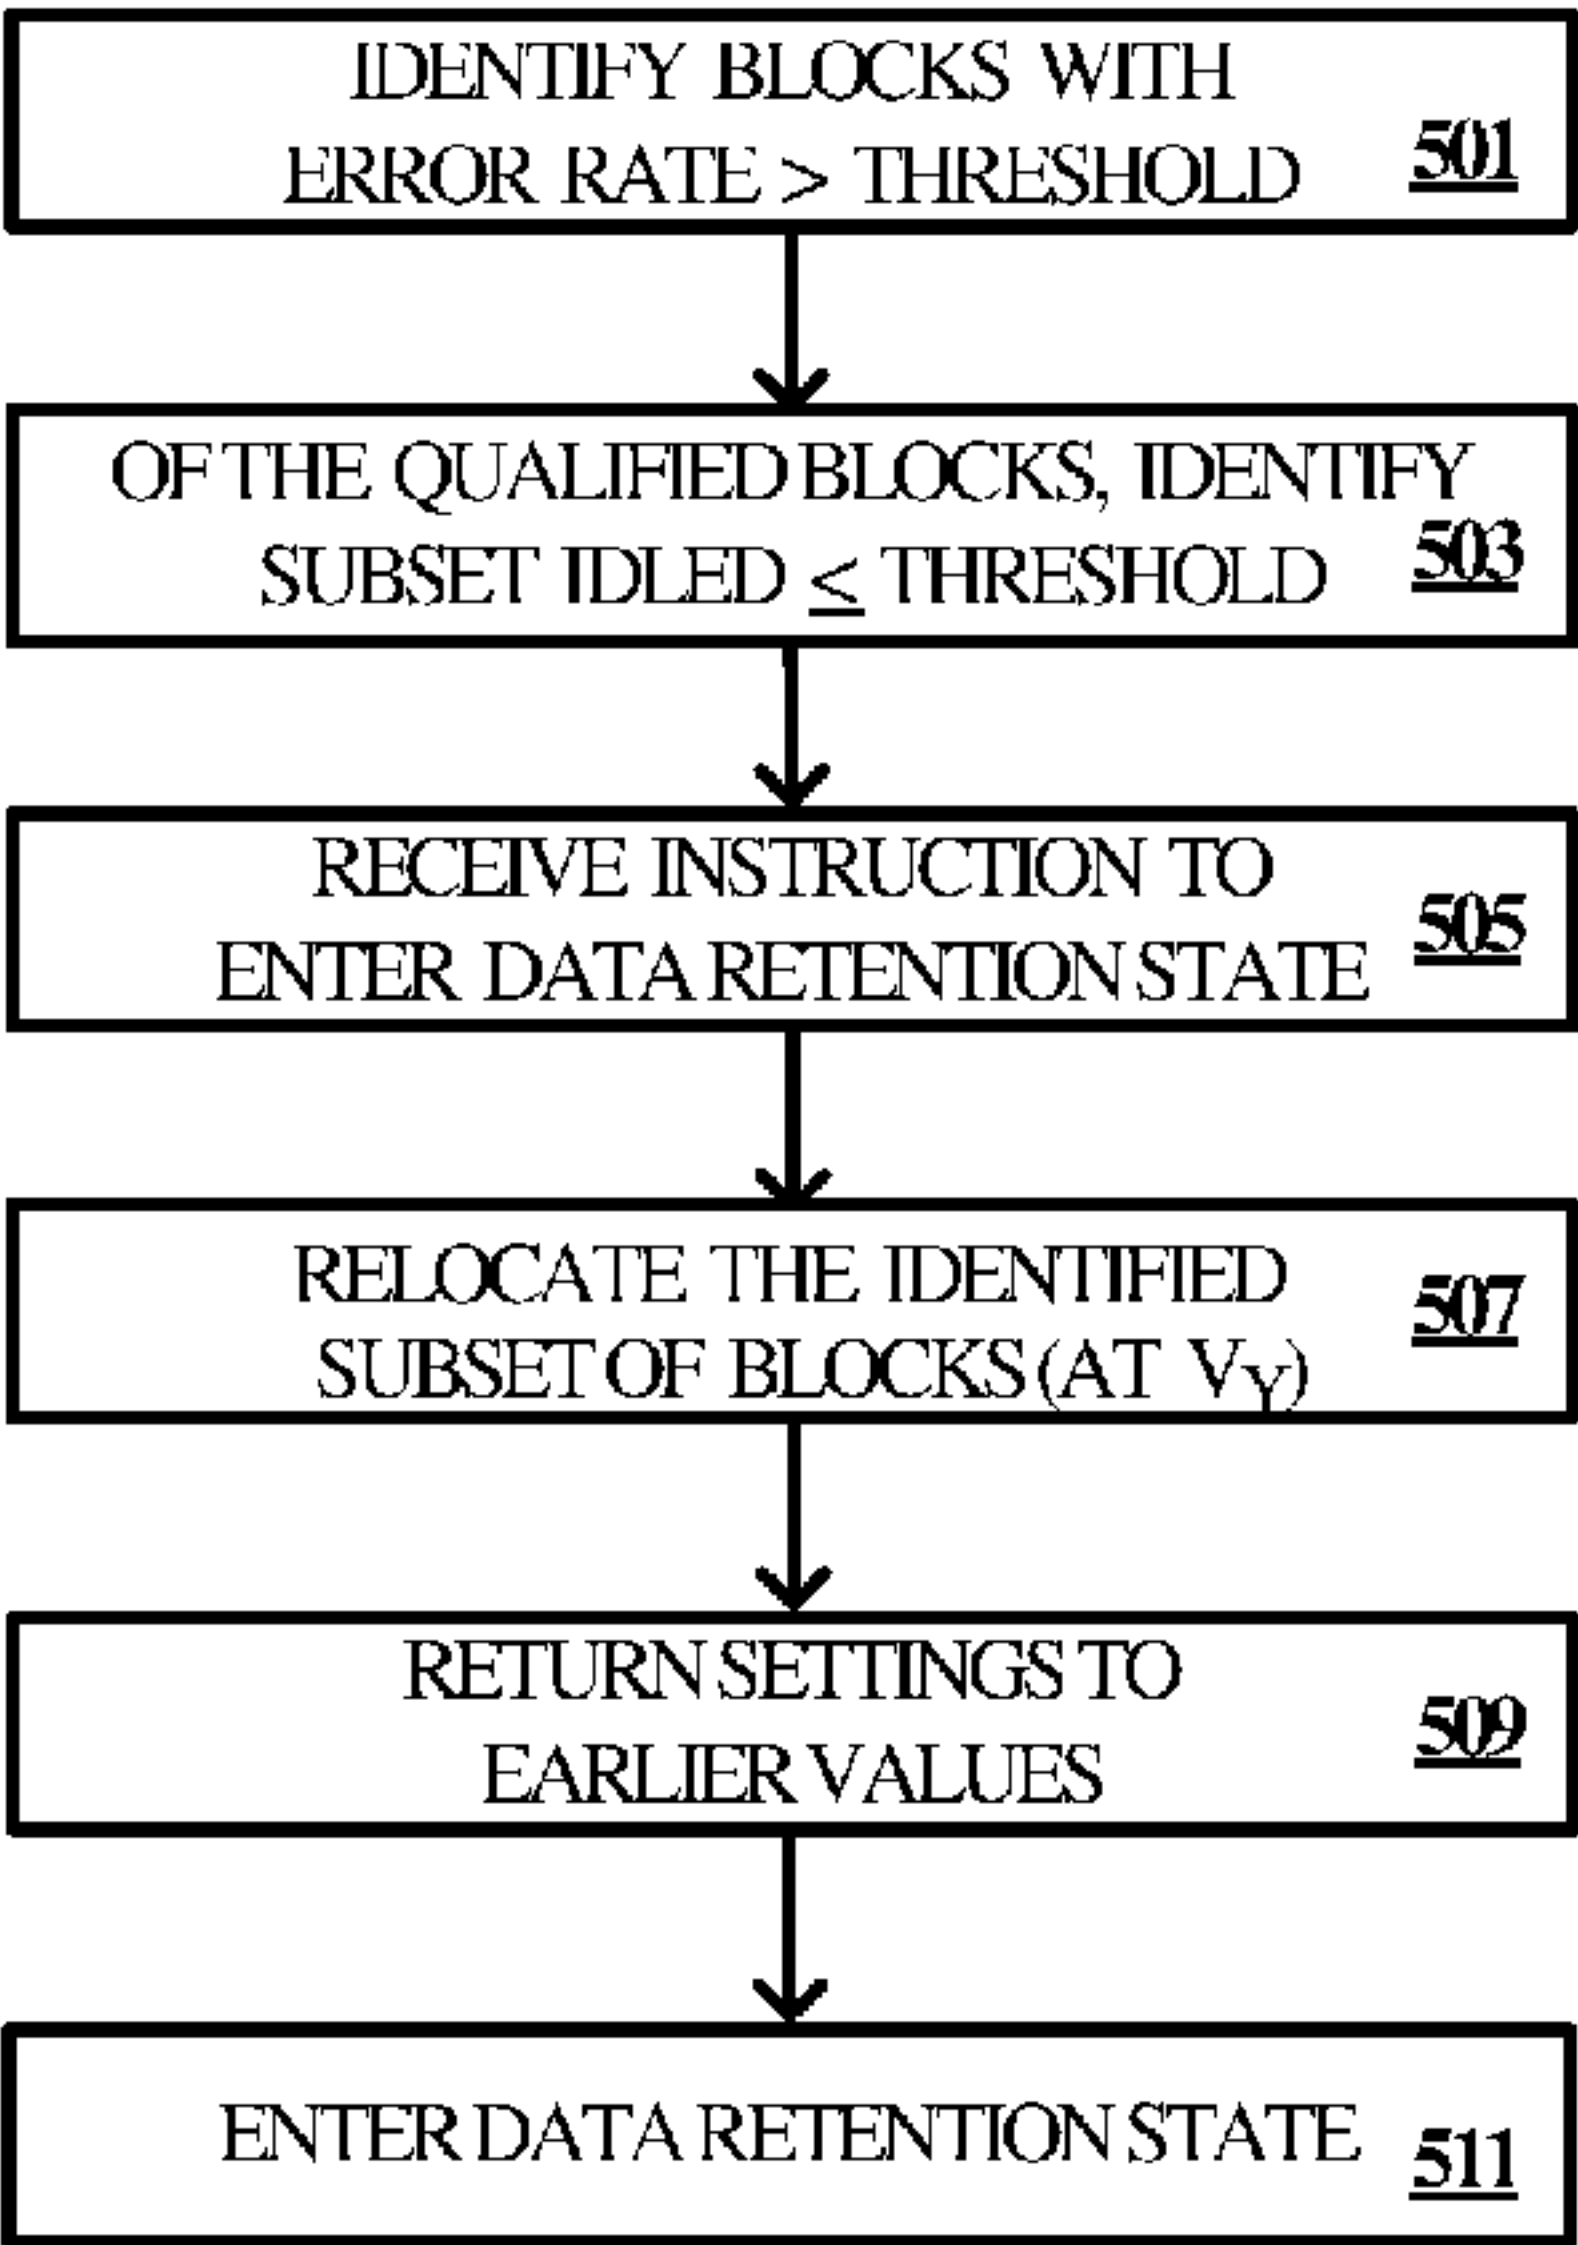 IDENTIFY BLOCKS WITH
ERROR RATE > THRESHOLD 501
OF THE QUALIFIED BLOCKS, IDENTIFY
SUBSET IDLED ≤ THRESHOLD 503
RECEIVE INSTRUCTION TO
ENTER DATA RETENTION STATE 505
RELOCATE THE IDENTIFIED
SUBSET OF BLOCKS (AT VY) 507
RETURN SETTINGS TO
EARLIER VALUES 509
ENTER DATA RETENTION STATE 511